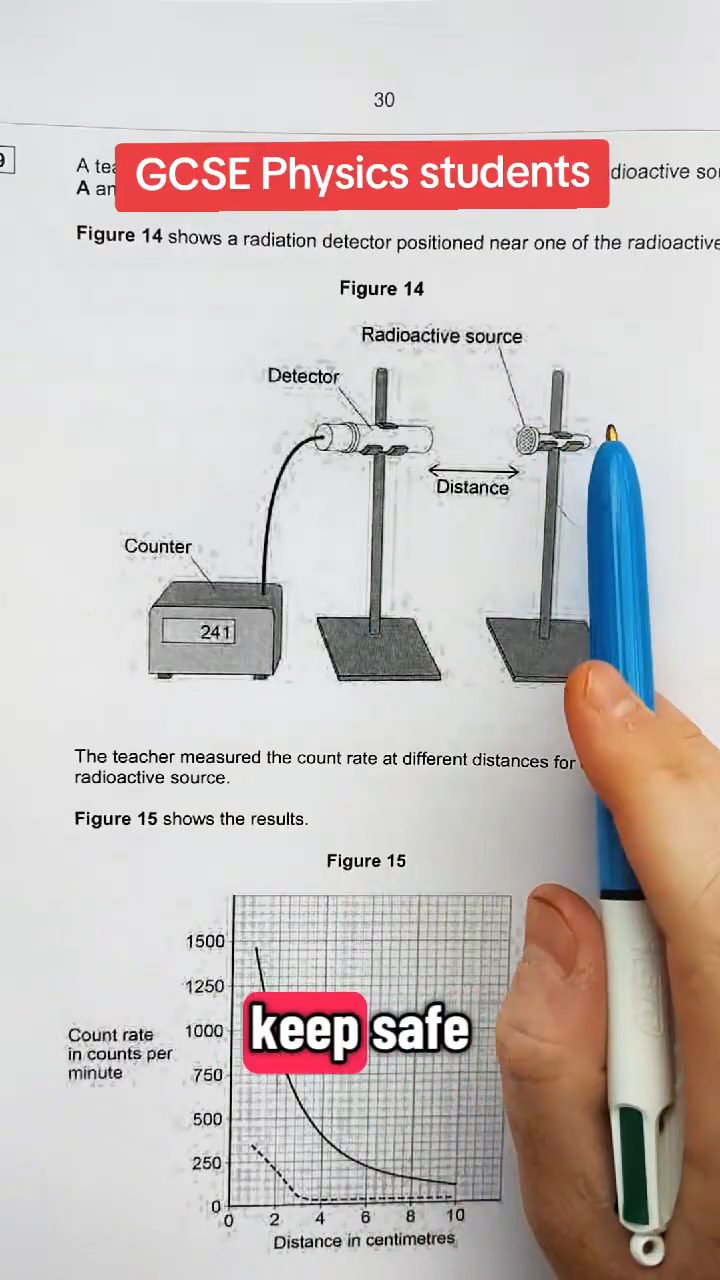 30
9
A tea
dioactive sou
A an
GCSE Physics students
Figure 14 shows a radiation detector positioned near one of the radioactive
Figure 14
Radioactive source
Detector
Distance
Counter
241
The teacher measured the count rate at different distances for
radioactive source.
Figure 15 shows the results.
Figure 15
1500
1250
1000
750
500
250
0
Count rate
in counts per
minute
keep safe
0 2 4 6 8 10
Distance in centimetres